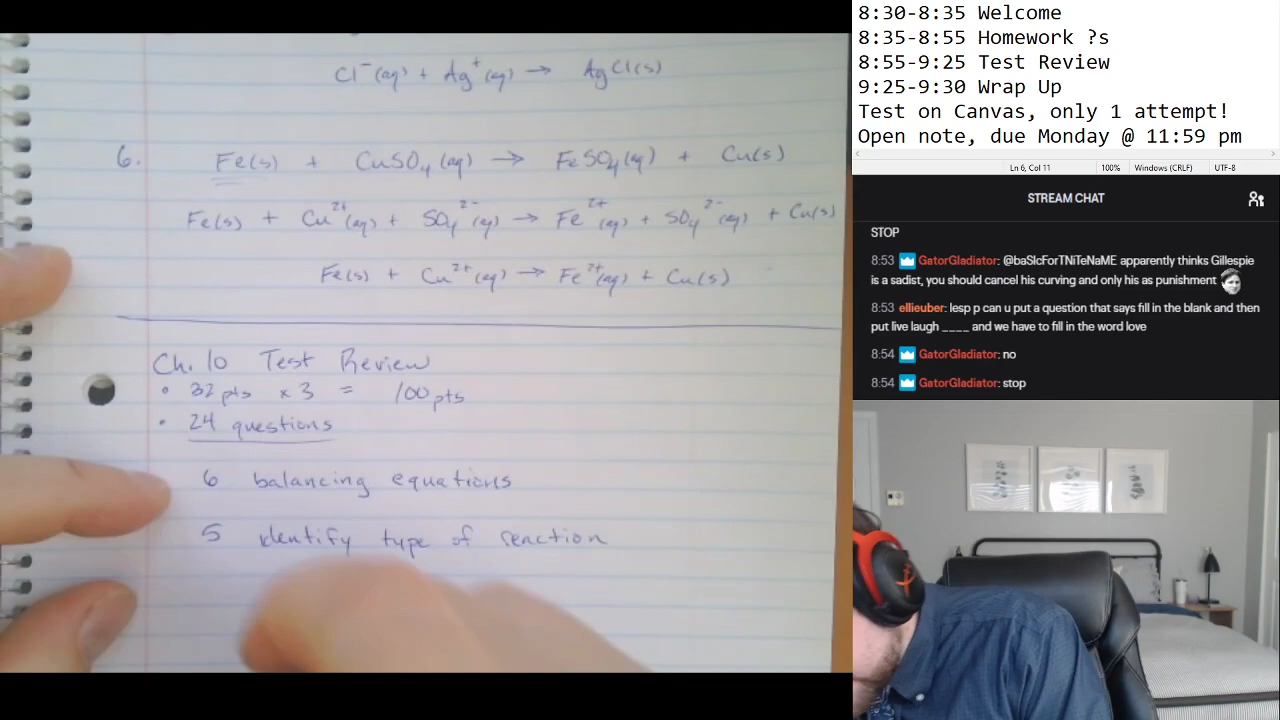 Cl⁻(aq) + Ag⁺(aq) → AgCl(s)
6. Fe(s) + CuSO₄(aq) → FeSO₄(aq) + Cu(s)
Fe(s) + Cu²⁺(aq) + SO₄²⁻(aq) → Fe²⁺(aq) + SO₄²⁻(aq) + Cu(s)
Fe(s) + Cu²⁺(aq) → Fe²⁺(aq) + Cu(s)
Ch. 10 Test Review
• 32 pts x 3 = /100 pts
• 24 questions
6 balancing equations
5 identify type of reaction
8:30-8:35 Welcome
8:35-8:55 Homework ?s
8:55-9:25 Test Review
9:25-9:30 Wrap Up
Test on Canvas, only 1 attempt!
Open note, due Monday @ 11:59 pm
Ln 6, Col 11 100% Windows (CRLF) UTF-8
STREAM CHAT
STOP
8:53 GatorGladiator: @baSIcForTNiTeNaME apparently thinks Gillespie
is a sadist, you should cancel his curving and only his as punishment
8:53 ellieuber: lesp p can u put a question that says fill in the blank and then
put live laugh ____ and we have to fill in the word love
8:54 GatorGladiator: no
8:54 GatorGladiator: stop